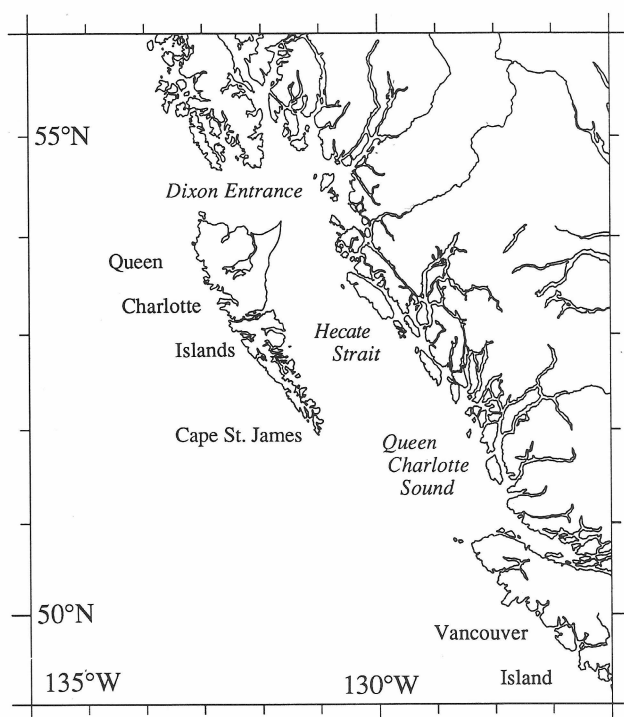 55°N
Dixon Entrance
Queen
Charlotte
Islands
Hecate
Strait
Cape St. James
Queen
Charlotte
Sound
50°N
Vancouver
Island
135°W
130°W